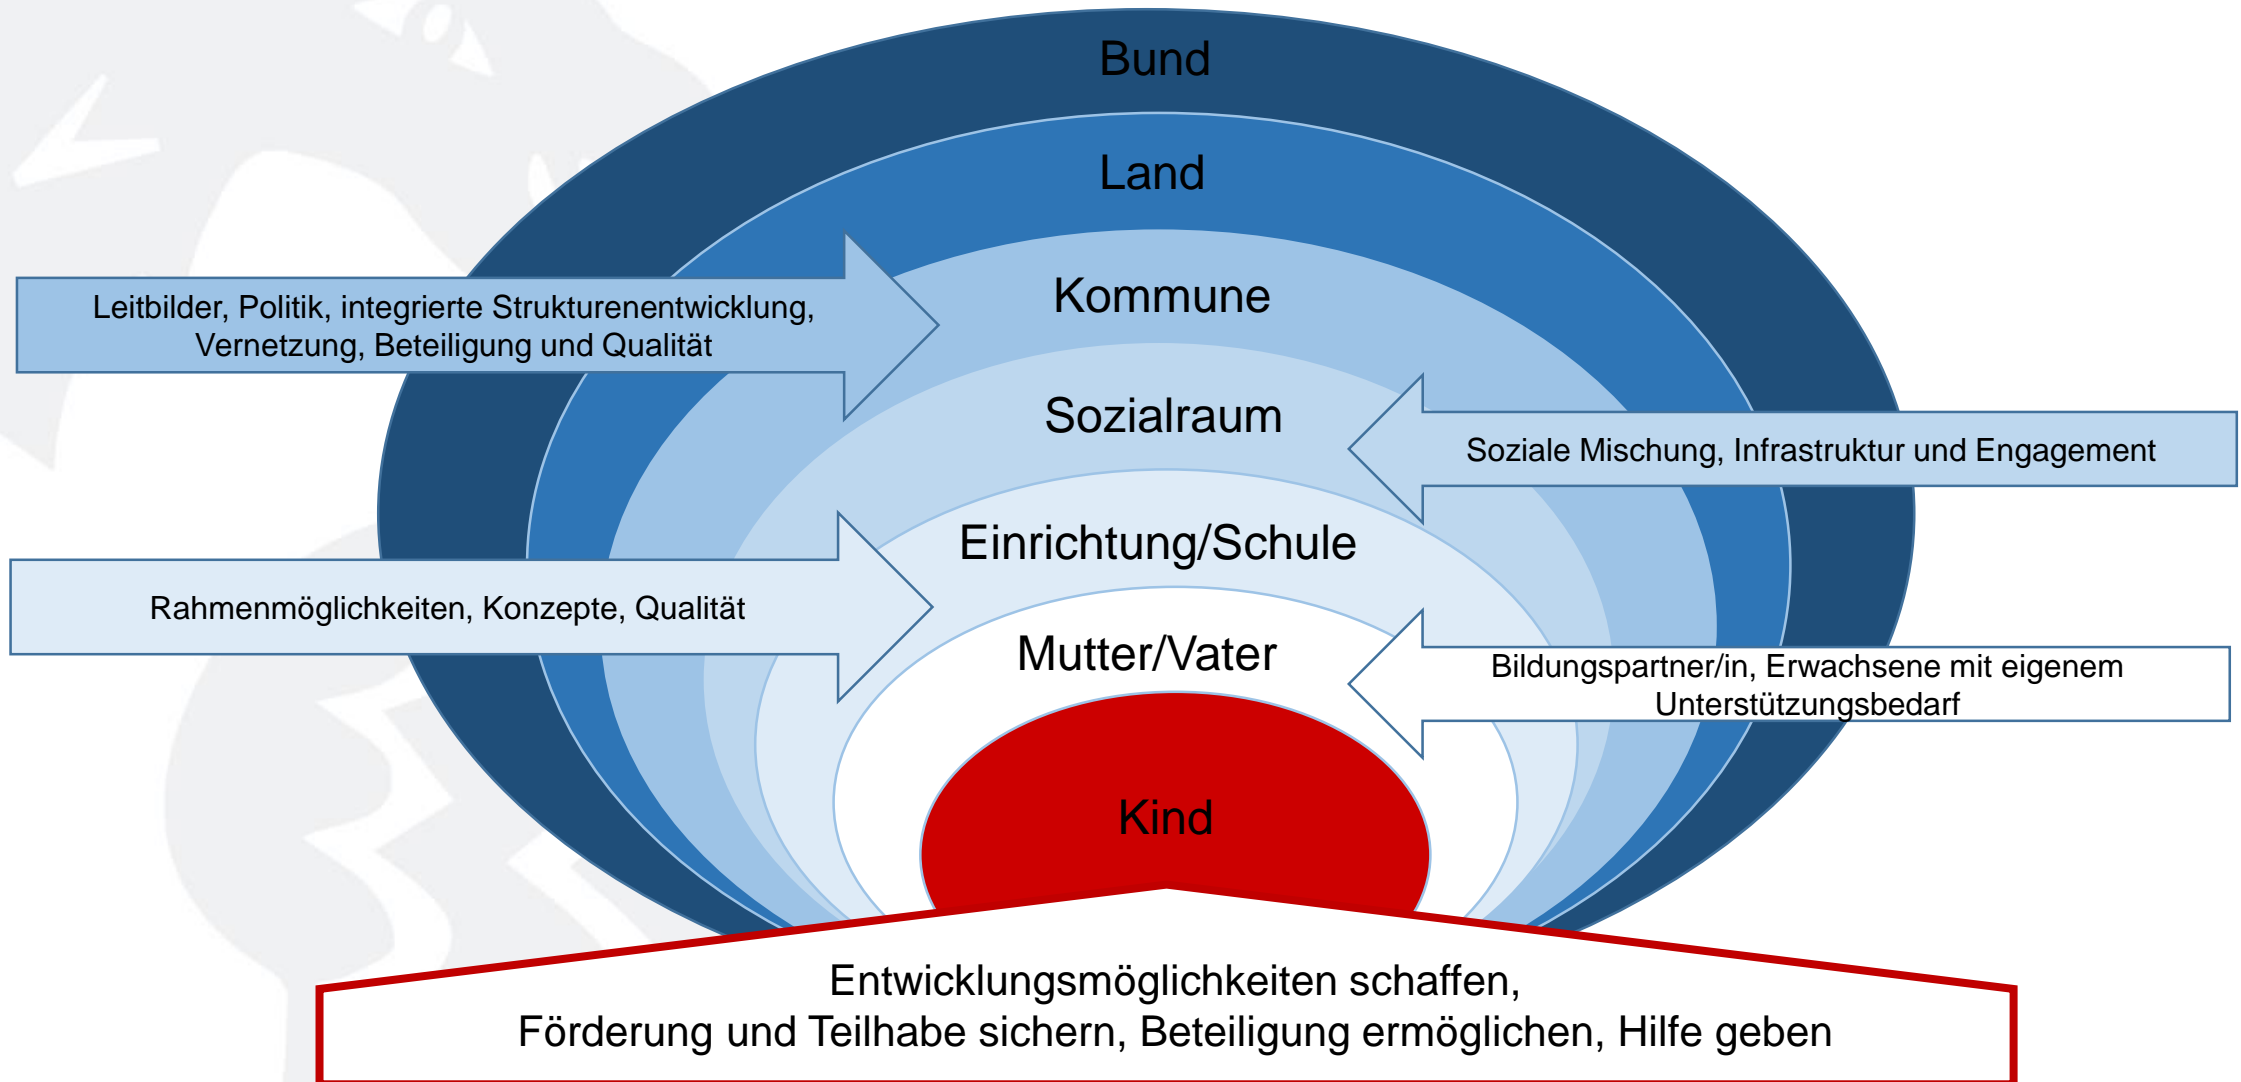 Bund
Land
Kommune
Leitbilder, Politik, integrierte Strukturenentwicklung,
Vernetzung, Beteiligung und Qualität
Sozialraum
Soziale Mischung, Infrastruktur und Engagement
Einrichtung/Schule
Rahmenmöglichkeiten, Konzepte, Qualität
Mutter/Vater
Bildungspartner/in, Erwachsene mit eigenem
Unterstützungsbedarf
Kind
Entwicklungsmöglichkeiten schaffen,
Förderung und Teilhabe sichern, Beteiligung ermöglichen, Hilfe geben